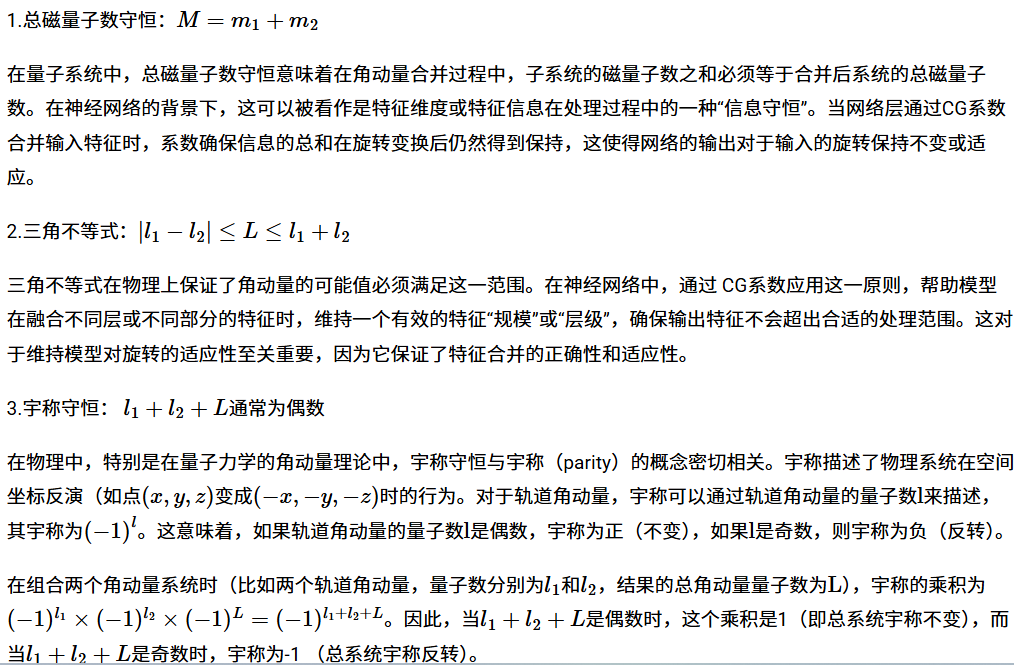 1.总磁量子数守恒：M = m₁ + m₂
在量子系统中，总磁量子数守恒意味着在角动量合并过程中，子系统的磁量子数之和必须等于合并后系统的总磁量子
数。在神经网络的背景下，这可以被看作是特征维度或特征信息在处理过程中的一种“信息守恒”。当网络层通过CG系数
合并输入特征时，系数确保信息的总和在旋转变换后仍然得到保持，这使得网络的输出对于输入的旋转保持不变或适
应。
2.三角不等式：|l₁ − l₂| ≤ L ≤ l₁ + l₂
三角不等式在物理上保证了角动量的可能值必须满足这一范围。在神经网络中，通过 CG系数应用这一原则，帮助模型
在融合不同层或不同部分的特征时，维持一个有效的特征“规模”或“层级”，确保输出特征不会超出合适的处理范围。这对
于维持模型对旋转的适应性至关重要，因为它保证了特征合并的正确性和适应性。
3.宇称守恒： l₁ + l₂ + L通常为偶数
在物理中，特别是在量子力学的角动量理论中，宇称守恒与宇称（parity）的概念密切相关。宇称描述了物理系统在空间
坐标反演（如点(x, y, z)变成(−x, −y, −z)时的行为。对于轨道角动量，宇称可以通过轨道角动量的量子数l来描述，
其宇称为(−1)^l。这意味着，如果轨道角动量的量子数l是偶数，宇称为正（不变），如果l是奇数，则宇称为负（反转）。
在组合两个角动量系统时（比如两个轨道角动量，量子数分别为l₁和l₂，结果的总角动量量子数为L），宇称的乘积为
(−1)^l₁ × (−1)^l₂ × (−1)^L = (−1)^l₁+l₂+L。因此，当l₁ + l₂ + L是偶数时，这个乘积是1（即总系统宇称不变），而
当l₁ + l₂ + L是奇数时，宇称为-1 （总系统宇称反转）。